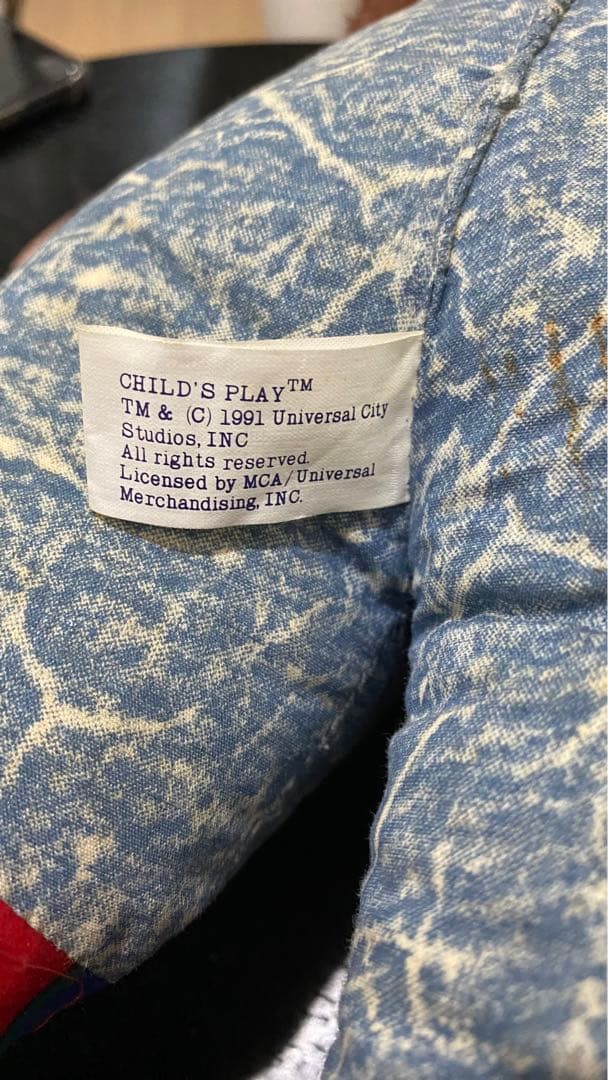 CHILD'S PLAY™
TM & (C) 1991 Universal City
Studios, INC
All rights reserved.
Licensed by MCA/Universal
Merchandising, INC.